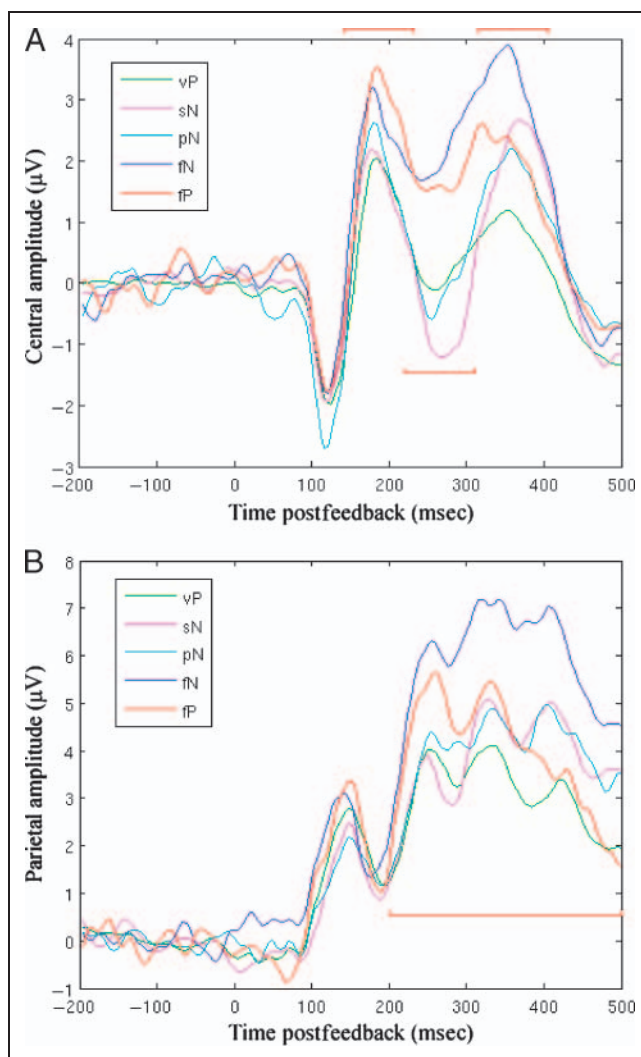 A
4
3
2
1
0
-1
-2
-3
Central amplitude (µV)
vP
sN
pN
fN
fP
-200 -100 0 100 200 300 400 500
Time postfeedback (msec)
B
8
7
6
5
4
3
2
1
0
-1
Parietal amplitude (µV)
vP
sN
pN
fN
fP
-200 -100 0 100 200 300 400 500
Time postfeedback (msec)